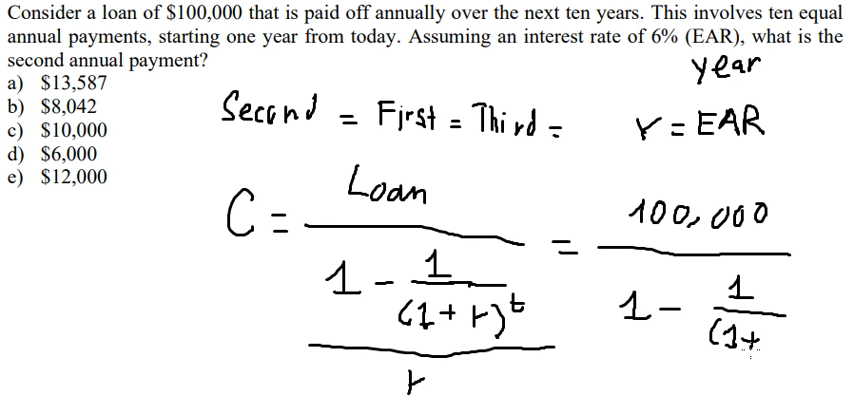 Consider a loan of $100,000 that is paid off annually over the next ten years. This involves ten equal
annual payments, starting one year from today. Assuming an interest rate of 6% (EAR), what is the
second annual payment?
a) $13,587
b) $8,042
c) $10,000
d) $6,000
e) $12,000
year
Second = First = Third =
r = EAR
C = Loan = 100,000
1 - 1 1 - 1
(1 + r)^t (1+
r